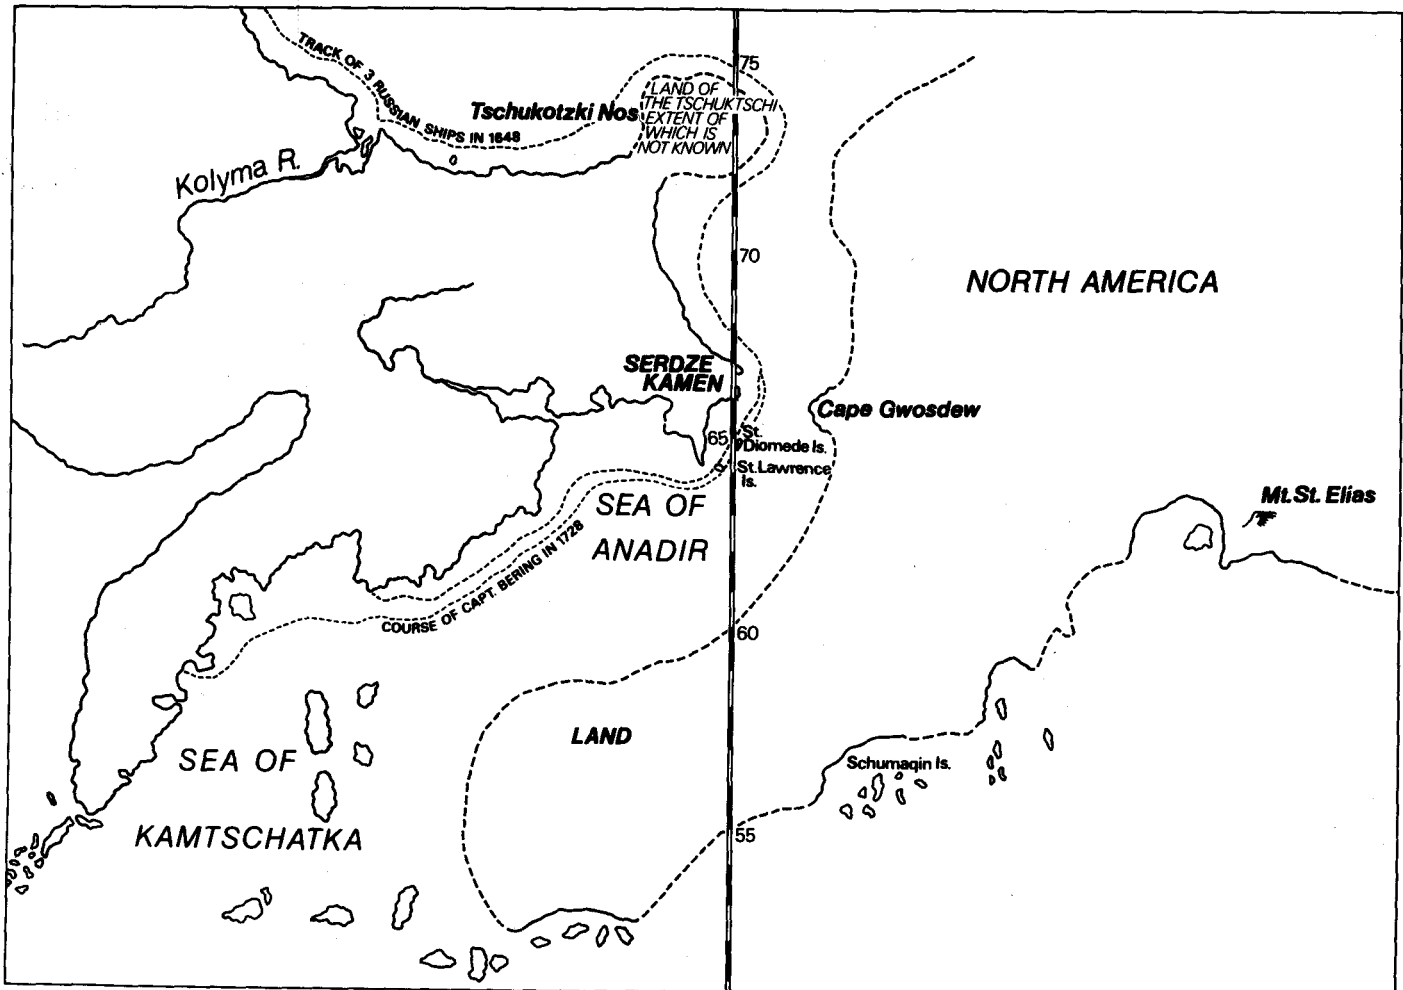 TRACK OF 3 RUSSIAN SHIPS IN 1648
Tschukotzki Nos
LAND OF
THE TSCHUKTSCHI
EXTENT OF
WHICH IS
NOT KNOWN
75
Kolyma R.
70
NORTH AMERICA
SERDZE
KAMEN
Cape Gwosdew
65
St.
Diomede Is.
St. Lawrence
Is.
Mt. St. Elias
SEA OF
ANADIR
COURSE OF CAPT. BERING IN 1728
60
LAND
SEA OF
KAMTSCHATKA
Schumaqin Is.
55